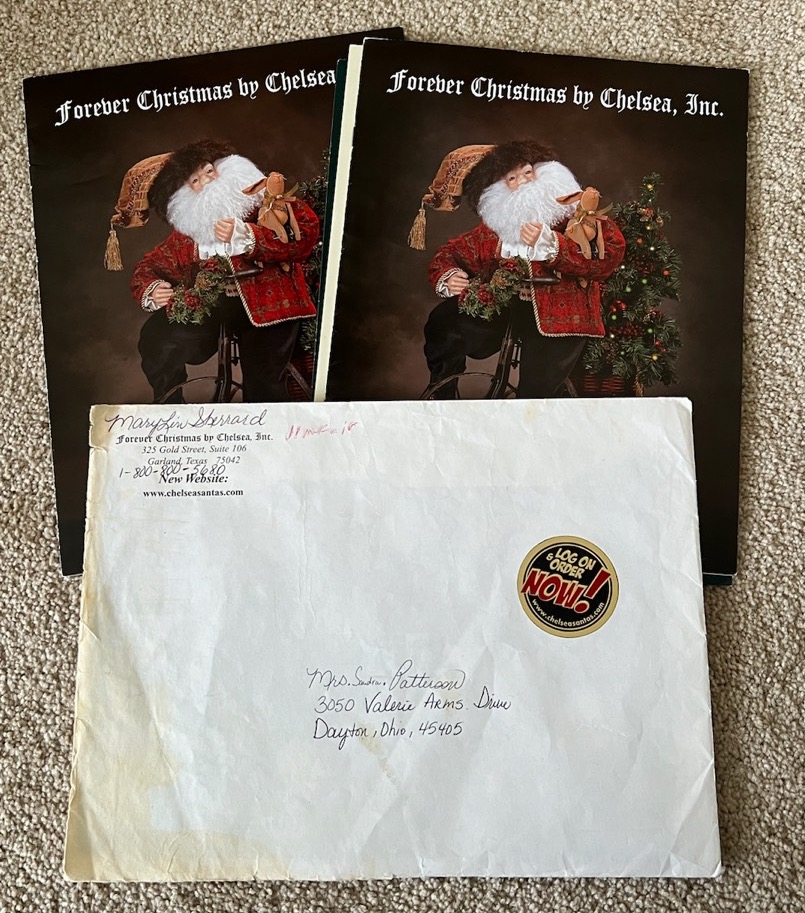 Forever Christmas by Chelsea
Forever Christmas by Chelsea, Inc.
MaryLin Sherrard
Forever Christmas by Chelsea, Inc.
325 Gold Street, Suite 106
Garland, Texas 75042
1-800-800-5680
New Website:
www.chelseasantas.com
LOG ON
& ORDER
NOW!
www.chelseasantas.com
Mrs. Sandra. Patterson
3050 Valerie Arms. Drive
Dayton, Ohio, 45405